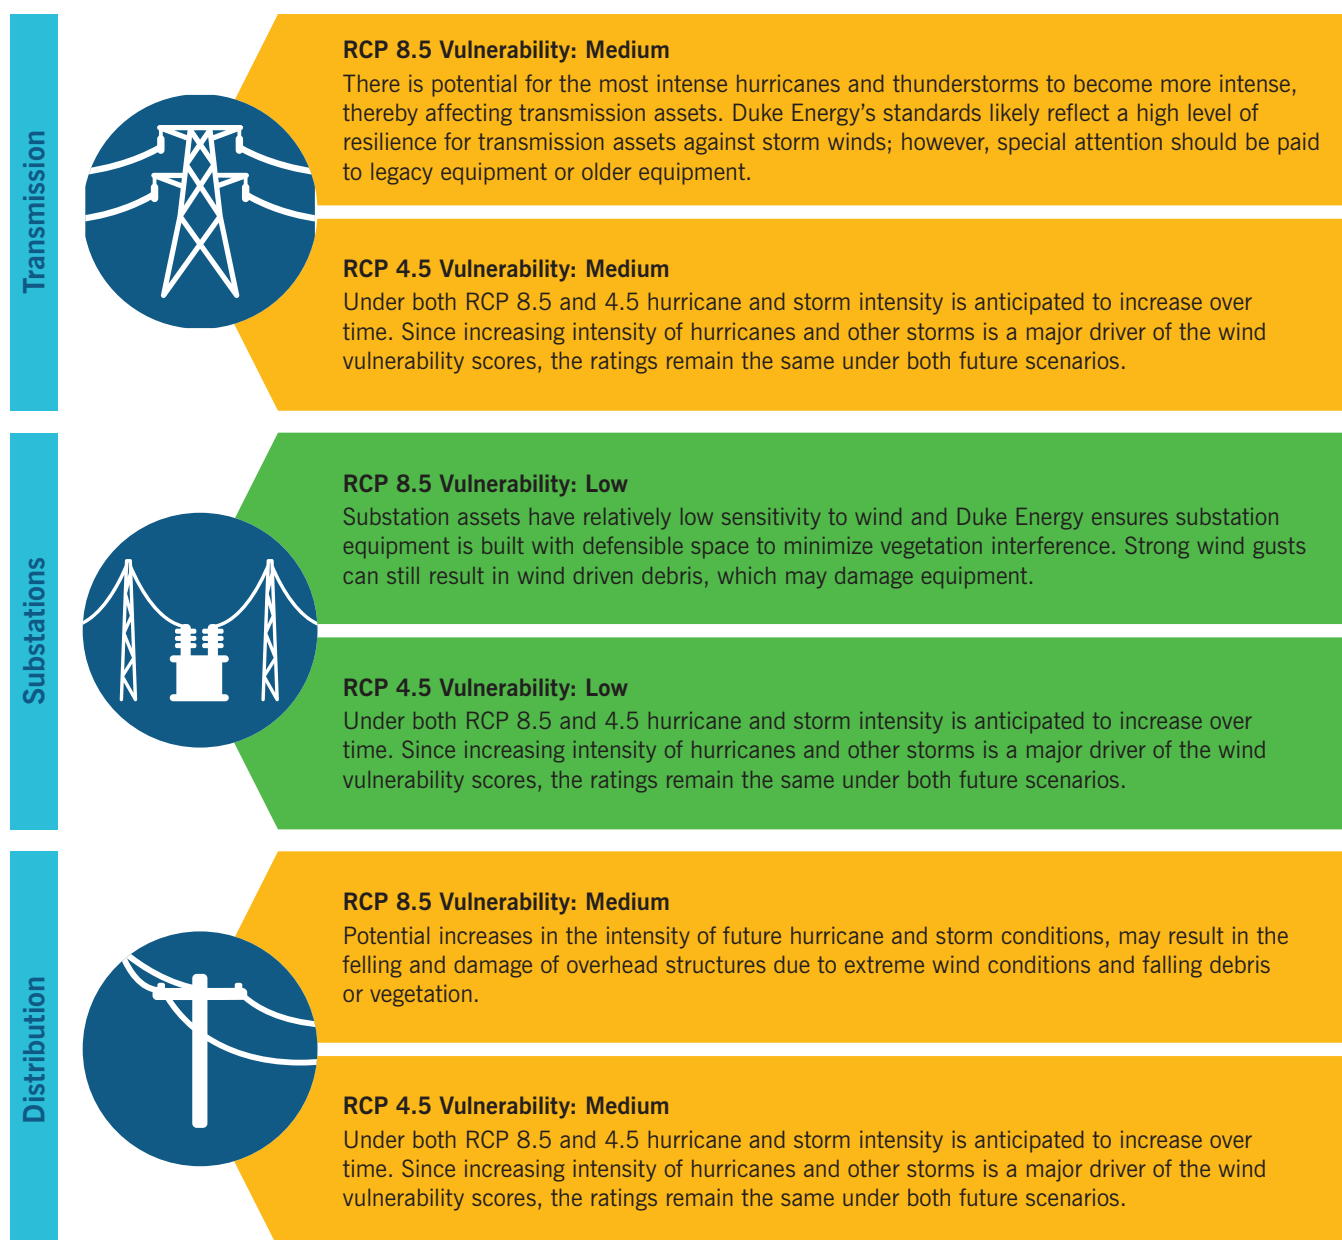 Transmission
RCP 8.5 Vulnerability: Medium
There is potential for the most intense hurricanes and thunderstorms to become more intense,
thereby affecting transmission assets. Duke Energy’s standards likely reflect a high level of
resilience for transmission assets against storm winds; however, special attention should be paid
to legacy equipment or older equipment.
RCP 4.5 Vulnerability: Medium
Under both RCP 8.5 and 4.5 hurricane and storm intensity is anticipated to increase over
time. Since increasing intensity of hurricanes and other storms is a major driver of the wind
vulnerability scores, the ratings remain the same under both future scenarios.
Substations
RCP 8.5 Vulnerability: Low
Substation assets have relatively low sensitivity to wind and Duke Energy ensures substation
equipment is built with defensible space to minimize vegetation interference. Strong wind gusts
can still result in wind driven debris, which may damage equipment.
RCP 4.5 Vulnerability: Low
Under both RCP 8.5 and 4.5 hurricane and storm intensity is anticipated to increase over
time. Since increasing intensity of hurricanes and other storms is a major driver of the wind
vulnerability scores, the ratings remain the same under both future scenarios.
Distribution
RCP 8.5 Vulnerability: Medium
Potential increases in the intensity of future hurricane and storm conditions, may result in the
felling and damage of overhead structures due to extreme wind conditions and falling debris
or vegetation.
RCP 4.5 Vulnerability: Medium
Under both RCP 8.5 and 4.5 hurricane and storm intensity is anticipated to increase over
time. Since increasing intensity of hurricanes and other storms is a major driver of the wind
vulnerability scores, the ratings remain the same under both future scenarios.